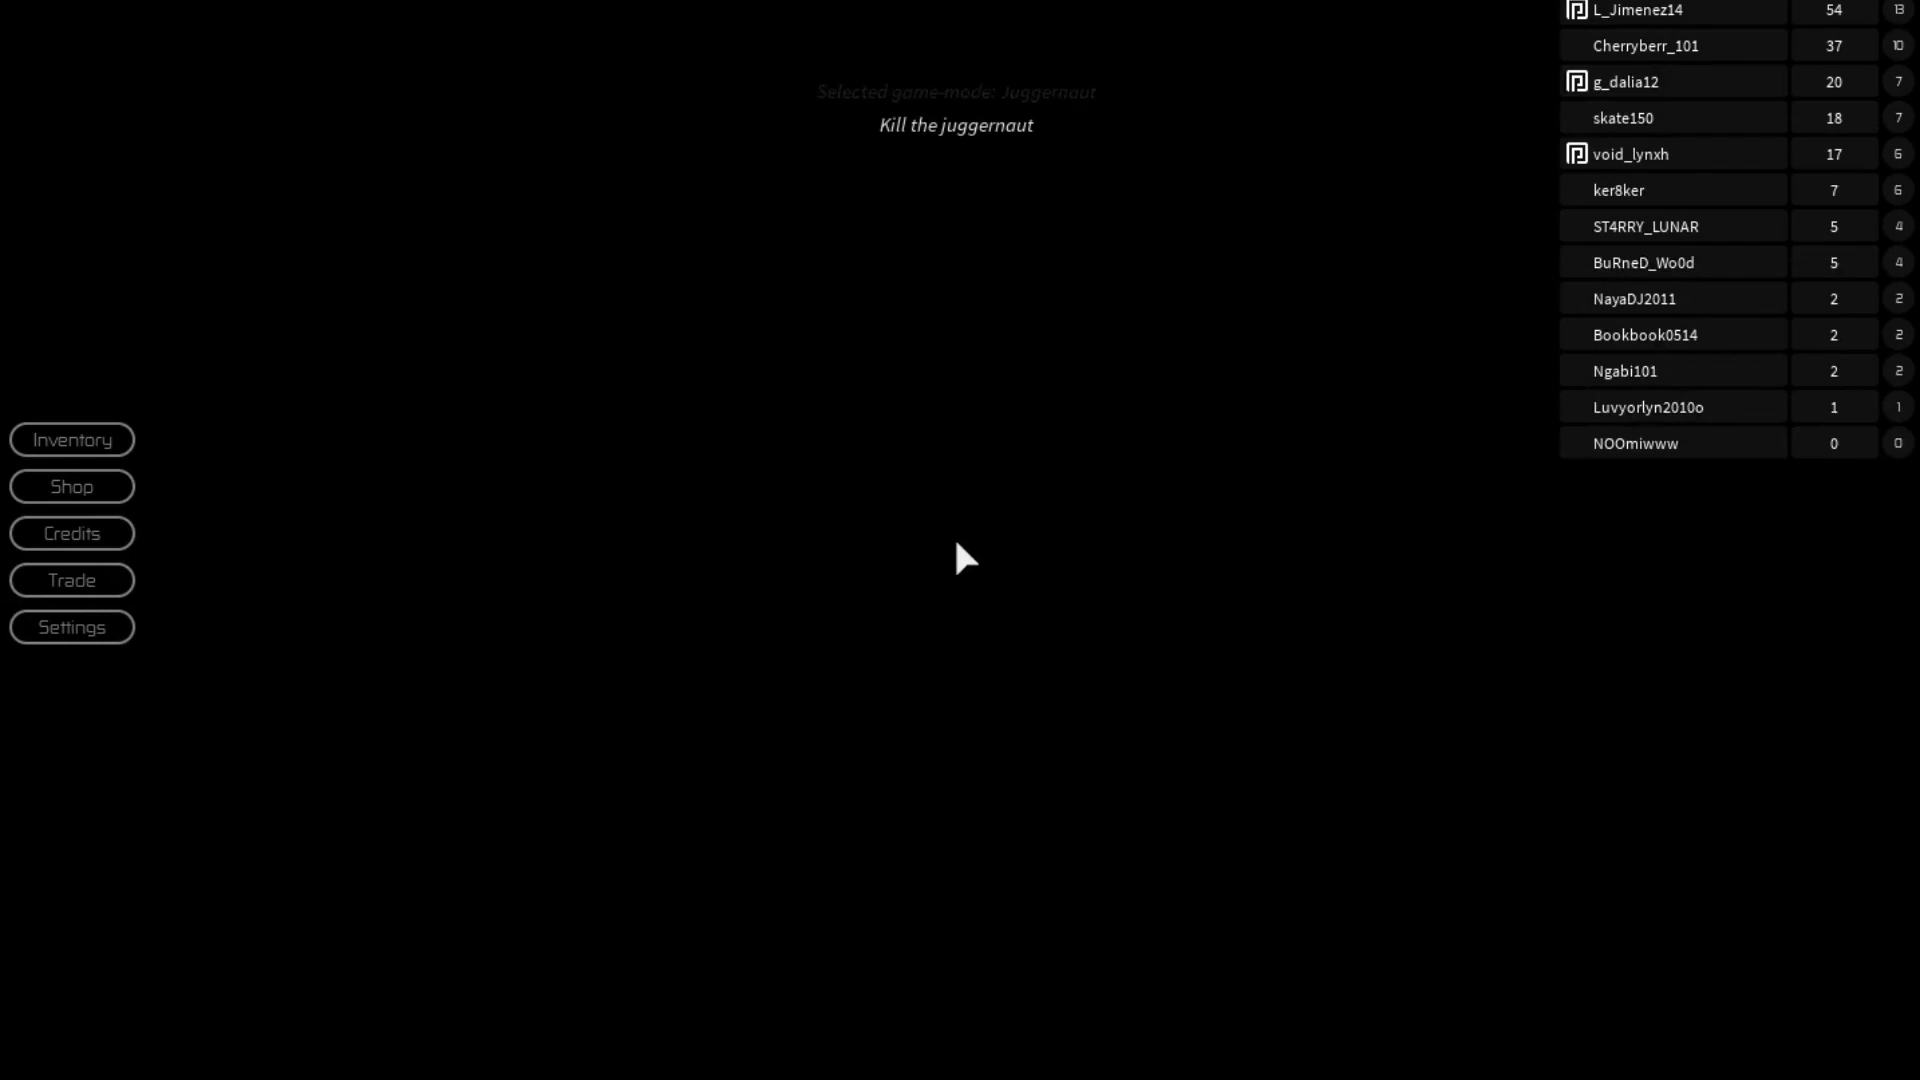 Selected game-mode: Juggernaut
Kill the juggernaut
L_Jimenez14 54 13
Cherryberr_101 37 10
g_dalia12 20 7
skate150 18 7
void_lynxh 17 6
ker8ker 7 6
ST4RRY_LUNAR 5 4
BuRneD_Wo0d 5 4
NayaDJ2011 2 2
Bookbook0514 2 2
Ngabi101 2 2
Luvyorlyn2010o 1 1
NOOmiwww 0 0
Inventory
Shop
Credits
Trade
Settings